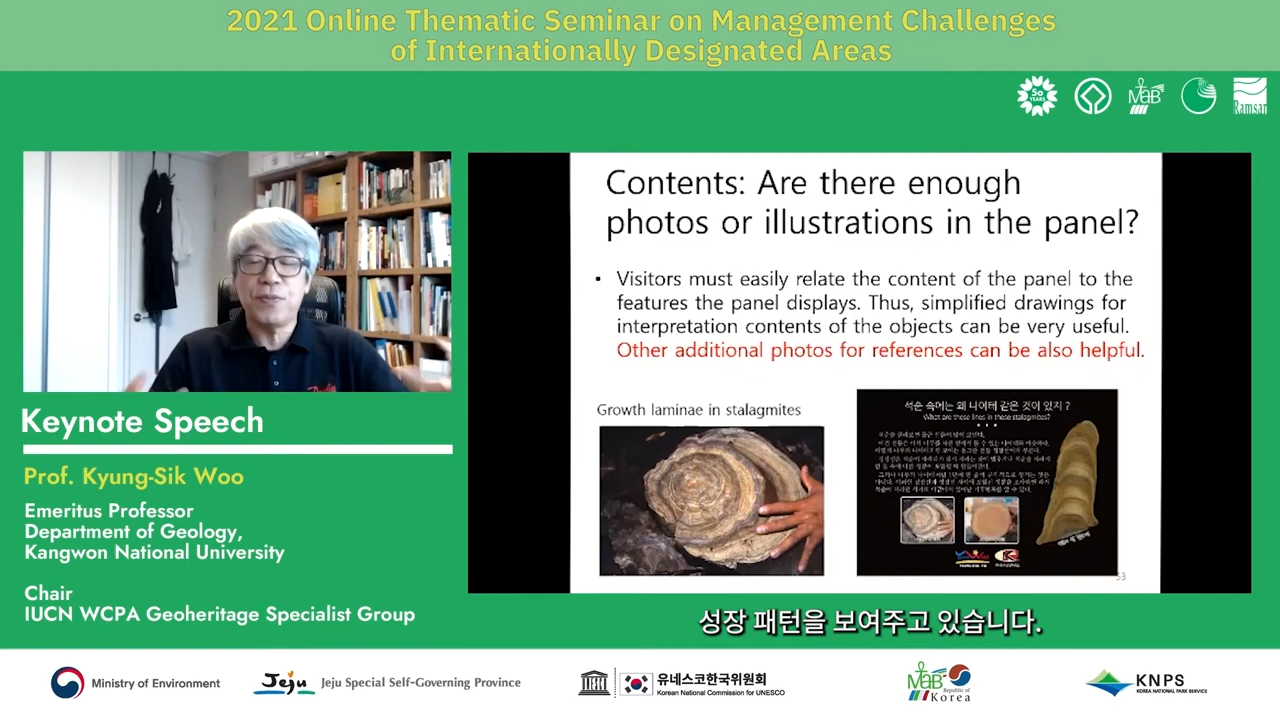 2021 Online Thematic Seminar on Management Challenges
of Internationally Designated Areas
50
YEARS
MaB
Ramsar
Contents: Are there enough
photos or illustrations in the panel?
▪ Visitors must easily relate the content of the panel to the
features the panel displays. Thus, simplified drawings for
interpretation contents of the objects can be very useful.
Other additional photos for references can be also helpful.
Growth laminae in stalagmites
석순 속에는 왜 나이테 같은 것이 있지 ?
What are these lines in these stalagmites?
53
Keynote Speech
Prof. Kyung-Sik Woo
Emeritus Professor
Department of Geology,
Kangwon National University
Chair
IUCN WCPA Geoheritage Specialist Group
성장 패턴을 보여주고 있습니다.
Ministry of Environment
Jeju
Jeju Special Self-Governing Province
유네스코한국위원회
Korean National Commission for UNESCO
MaB
Republic of
Korea
KNPS
KOREA NATIONAL PARK SERVICE